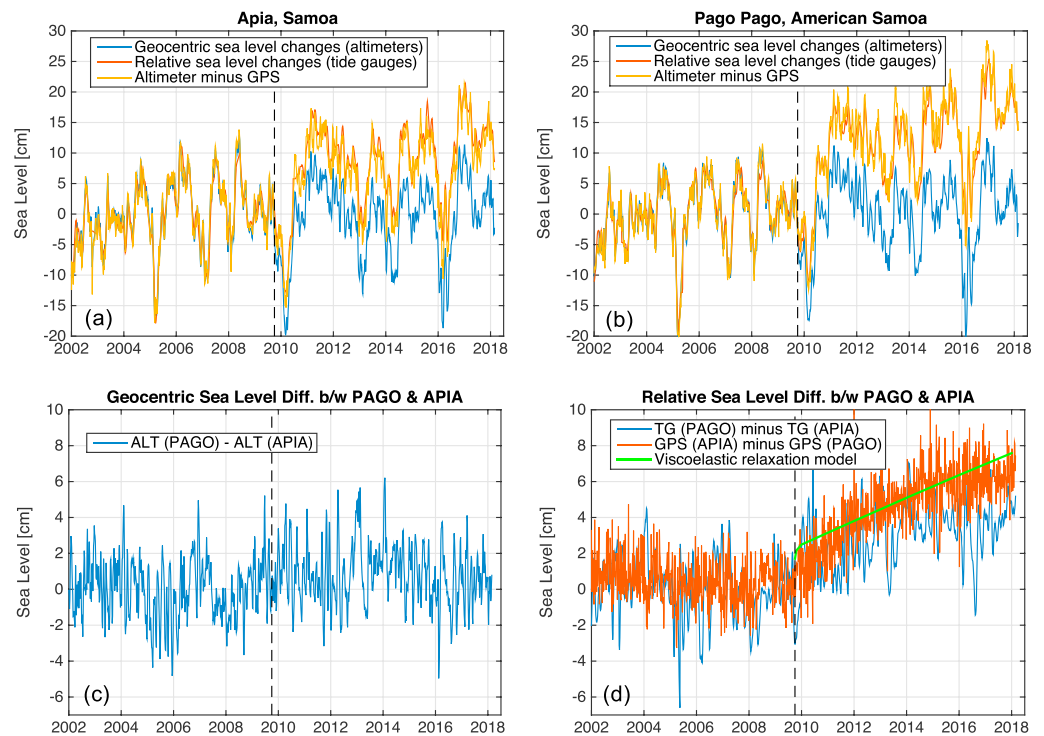 Apia, Samoa
30
25
20
15
10
5
0
-5
-10
-15
-20
Sea Level [cm]
Geocentric sea level changes (altimeters)
Relative sea level changes (tide gauges)
Altimeter minus GPS
(a)
2002 2004 2006 2008 2010 2012 2014 2016 2018
Pago Pago, American Samoa
30
25
20
15
10
5
0
-5
-10
-15
-20
Sea Level [cm]
Geocentric sea level changes (altimeters)
Relative sea level changes (tide gauges)
Altimeter minus GPS
(b)
2002 2004 2006 2008 2010 2012 2014 2016 2018
Geocentric Sea Level Diff. b/w PAGO & APIA
10
8
6
4
2
0
-2
-4
-6
Sea Level [cm]
ALT (PAGO) - ALT (APIA)
(c)
2002 2004 2006 2008 2010 2012 2014 2016 2018
Relative Sea Level Diff. b/w PAGO & APIA
10
8
6
4
2
0
-2
-4
-6
Sea Level [cm]
TG (PAGO) minus TG (APIA)
GPS (APIA) minus GPS (PAGO)
Viscoelastic relaxation model
(d)
2002 2004 2006 2008 2010 2012 2014 2016 2018